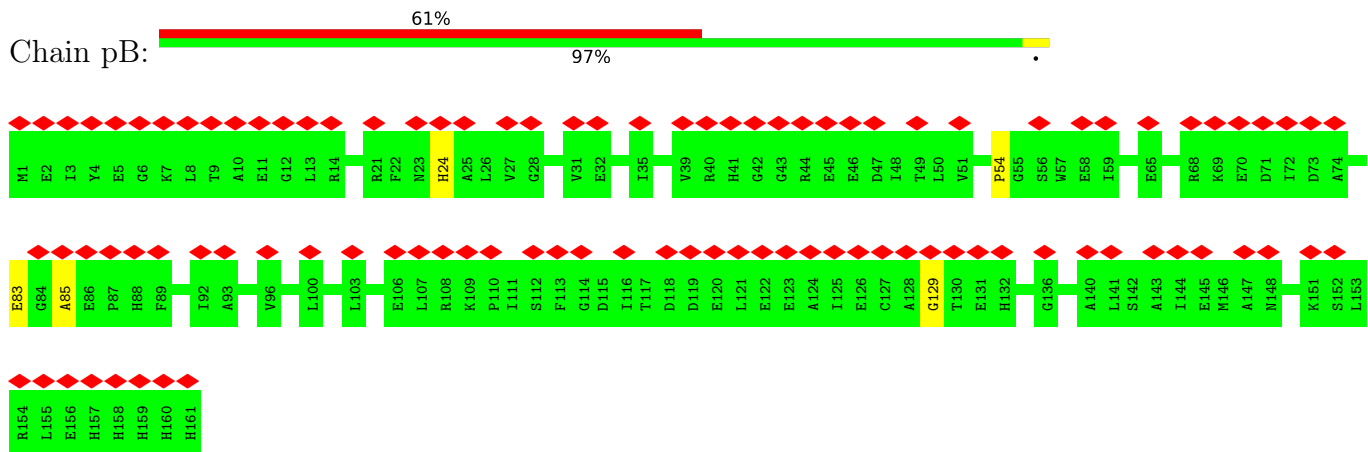 61%
Chain pB:
97%
.
M1 E2 I3 Y4 E5 G6 K7 L8 T9 A10 E11 G12 L13 R14 R21 F22 N23 H24 A25 L26 V27 G28 V31 E32 I35 V39 R40 H41 G42 G43 R44 E45 E46 D47 I48 T49 L50 V51 P54 G55 S56 W57 E58 I59 E65 R68 K69 E70 D71 I72 D73 A74
E83 G84 A85 E86 P87 H88 F89 I92 A93 V96 L100 L103 E106 L107 R108 K109 P110 I111 S112 F113 G114 D115 I116 T117 D118 D119 E120 L121 E122 E123 A124 I125 E126 C127 A128 G129 T130 E131 H132 G136 A140 L141 S142 A143 I144 E145 M146 A147 N148 K151 S152 L153
R154 L155 E156 H157 H158 H159 H160 H161